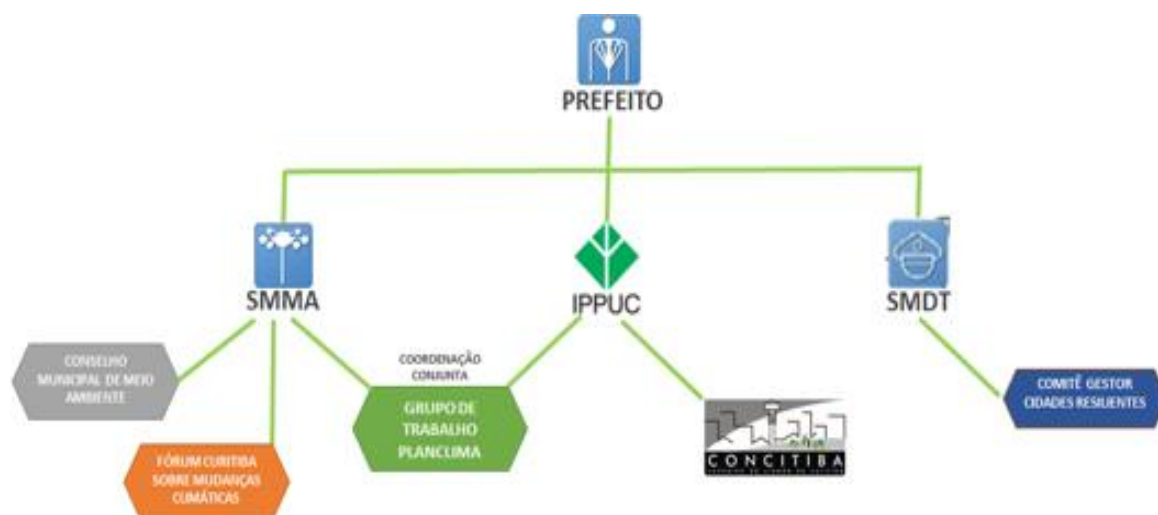 PREFEITO
SMMA
IPPUC
SMDT
CONSELHO
MUNICIPAL DE MEIO
AMBIENTE
COORDENAÇÃO
CONJUNTA
GRUPO DE
TRABALHO
PLANCLIMA
FÓRUM CURITIBA
SOBRE MUDANÇAS
CLIMÁTICAS
CONCITIBA
COMITÊ GESTOR
CIDADES RESILIENTES